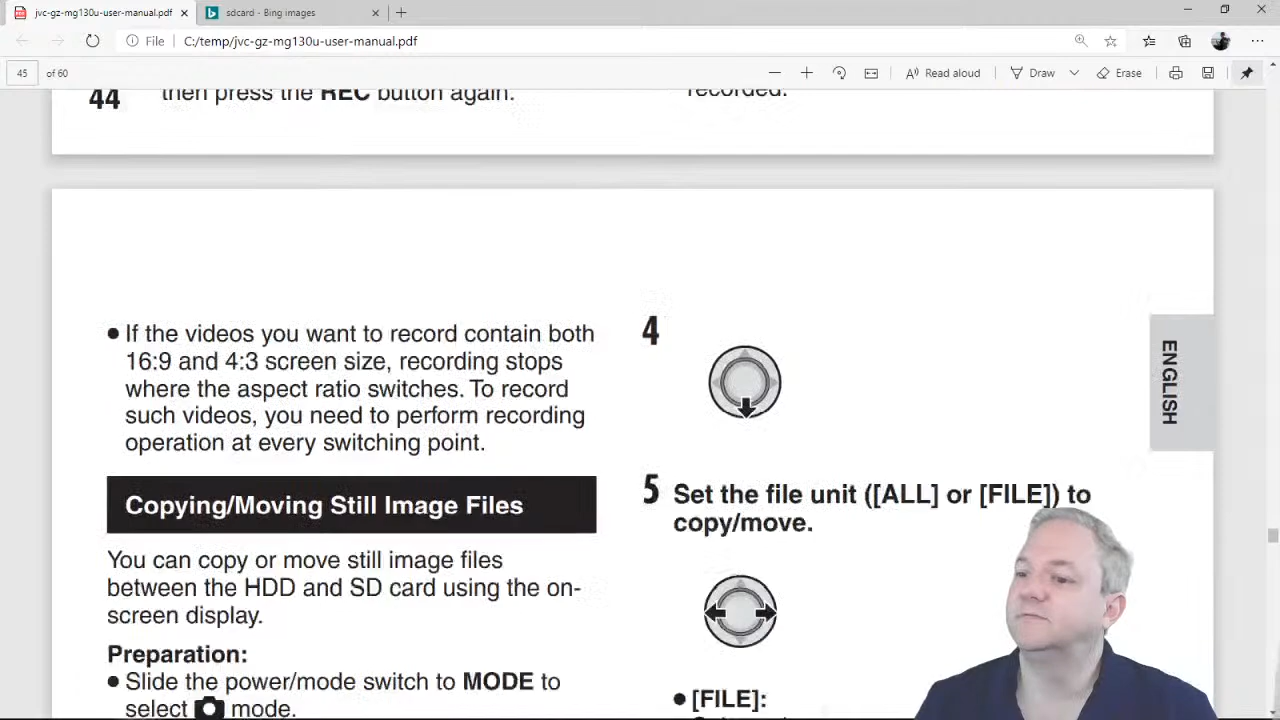 jvc-gz-mg130u-user-manual.pdf
sdcard - Bing images
File
C:/temp/jvc-gz-mg130u-user-manual.pdf
45 of 60
Read aloud
Draw
Erase
44
then press the REC button again.
recorded.
● If the videos you want to record contain both
16:9 and 4:3 screen size, recording stops
where the aspect ratio switches. To record
such videos, you need to perform recording
operation at every switching point.
Copying/Moving Still Image Files
You can copy or move still image files
between the HDD and SD card using the on-
screen display.
Preparation:
● Slide the power/mode switch to MODE to
select mode.
4
5 Set the file unit ([ALL] or [FILE]) to
copy/move.
● [FILE]:
ENGLISH